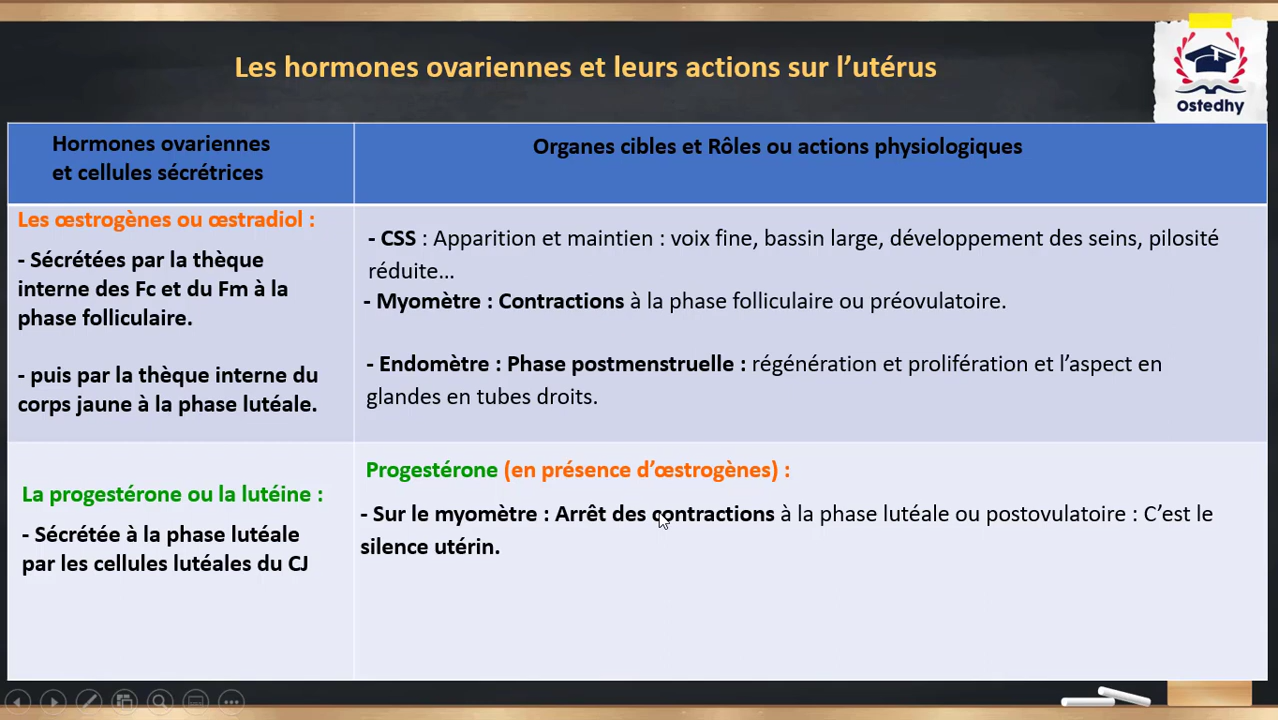 Les hormones ovariennes et leurs actions sur l’utérus
Ostedhy
Hormones ovariennes
et cellules sécrétrices
Organes cibles et Rôles ou actions physiologiques
Les œstrogènes ou œstradiol :
- Sécrétées par la thèque
interne des Fc et du Fm à la
phase folliculaire.
- puis par la thèque interne du
corps jaune à la phase lutéale.
- CSS : Apparition et maintien : voix fine, bassin large, développement des seins, pilosité
réduite…
- Myomètre : Contractions à la phase folliculaire ou préovulatoire.
- Endomètre : Phase postmenstruelle : régénération et prolifération et l’aspect en
glandes en tubes droits.
La progestérone ou la lutéine :
- Sécrétée à la phase lutéale
par les cellules lutéales du CJ
Progestérone (en présence d’œstrogènes) :
- Sur le myomètre : Arrêt des contractions à la phase lutéale ou postovulatoire : C’est le
silence utérin.